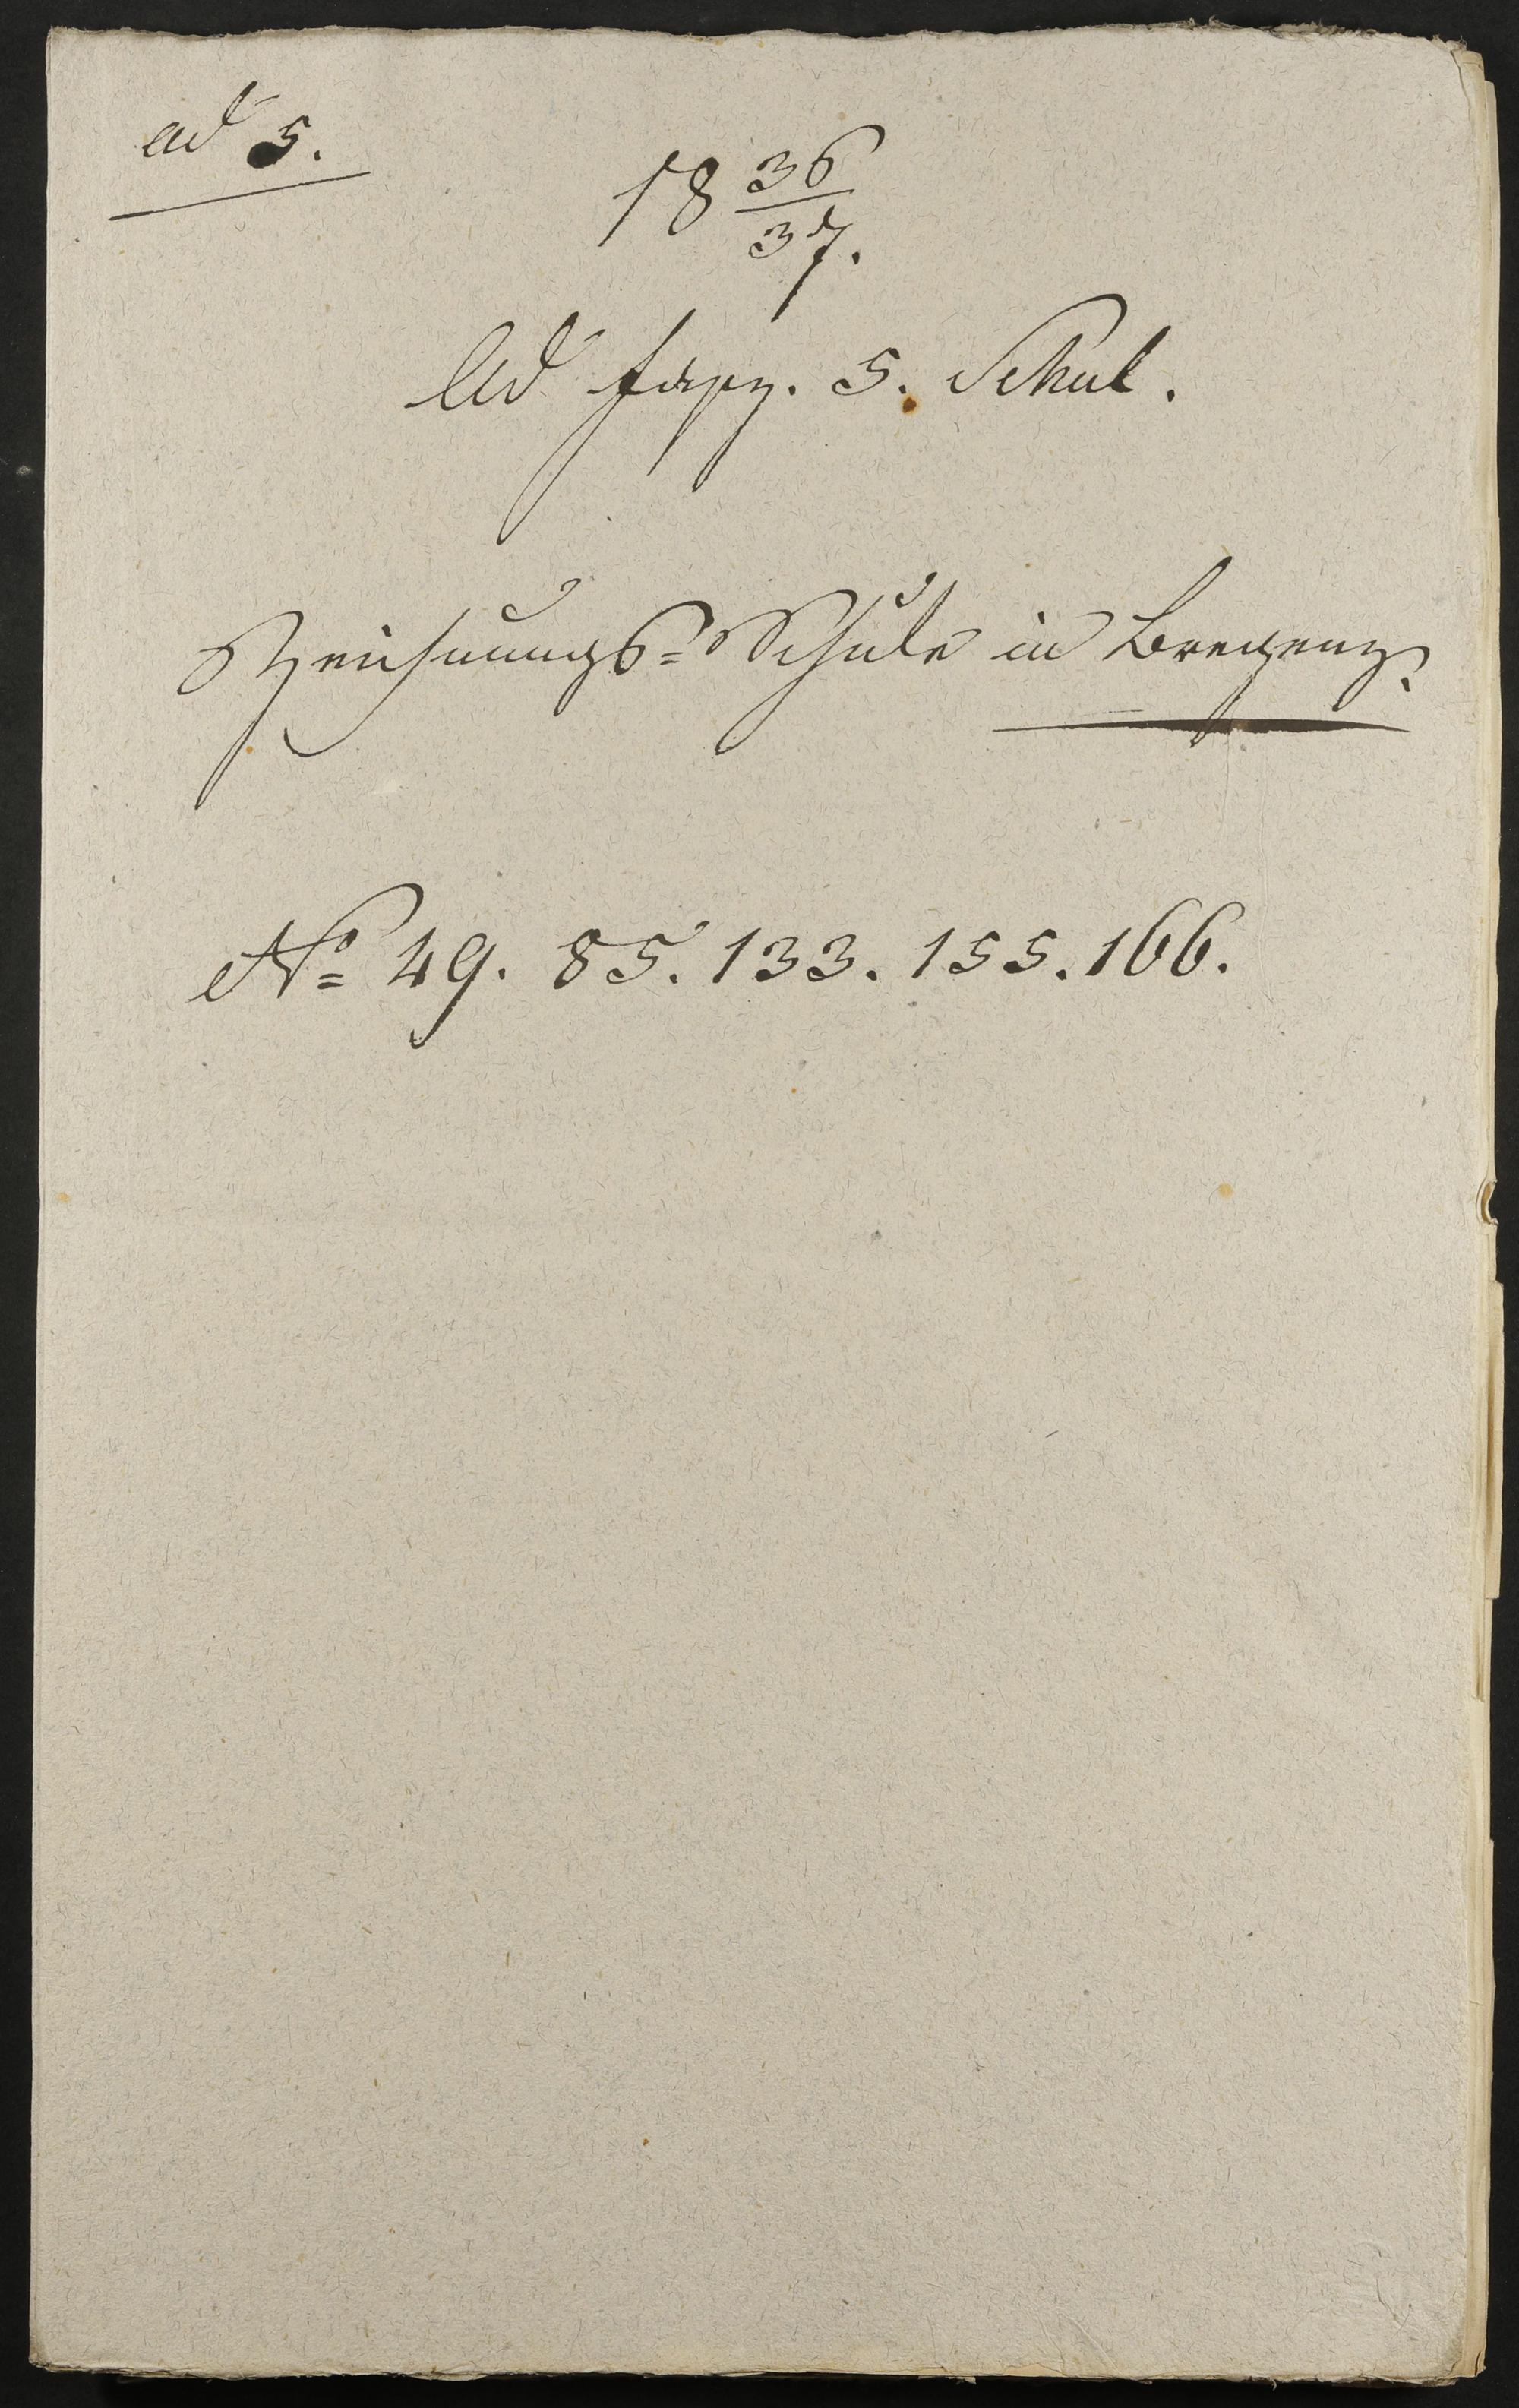 ad 5.
18 36/37.
Ad fasz. 5. Schul.
Zeichnungs=Schule in Bregenz.
No 49. 85. 133. 155. 166.